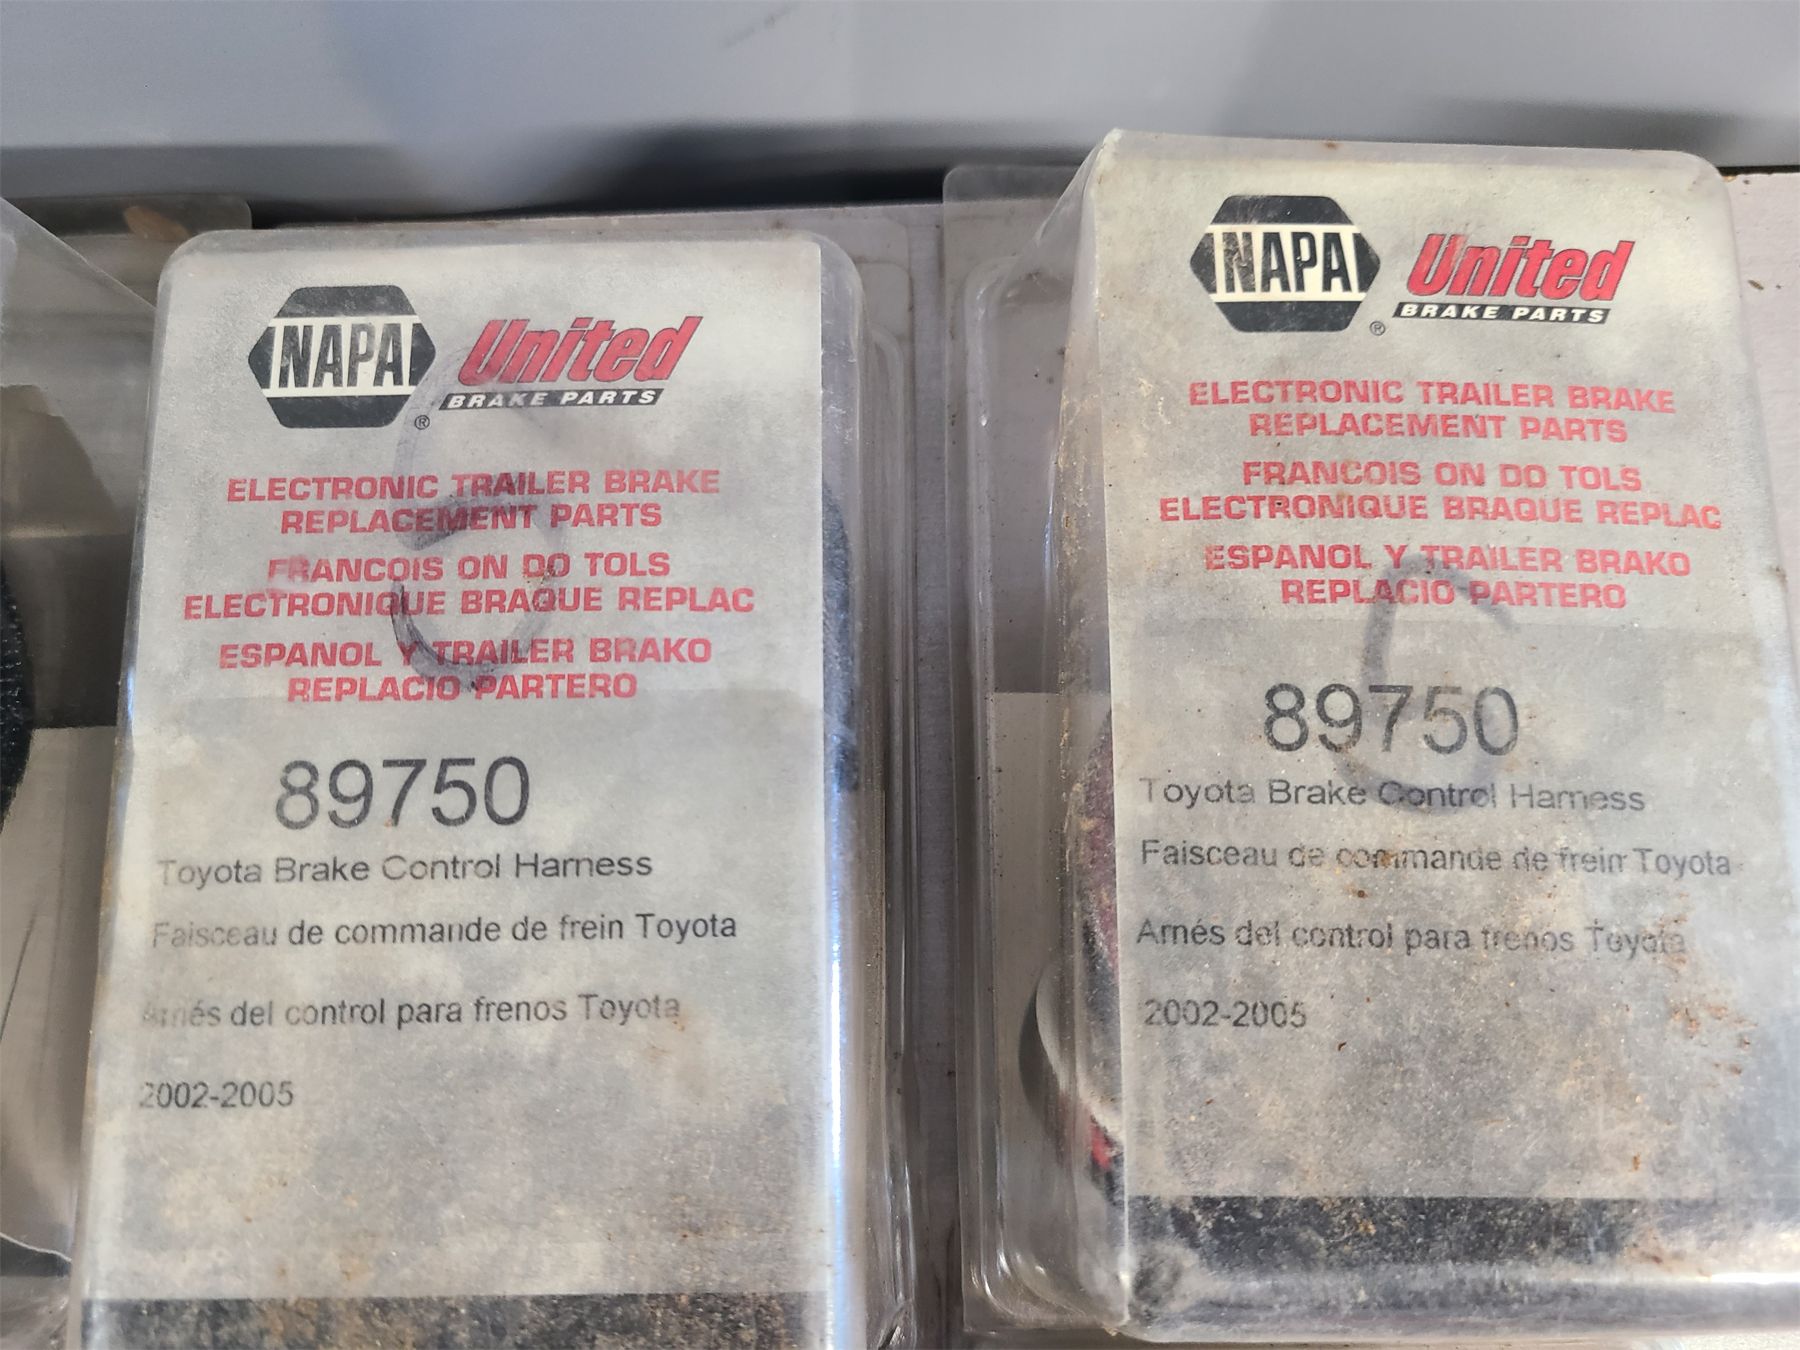 NAPA
®
United
BRAKE PARTS
ELECTRONIC TRAILER BRAKE
REPLACEMENT PARTS
FRANCOIS ON DO TOLS
ELECTRONIQUE BRAQUE REPLAC
ESPANOL Y TRAILER BRAKO
REPLACIO PARTERO
89750
Toyota Brake Control Harness
Faisceau de commande de frein Toyota
Arnés del control para frenos Toyota
2002-2005
NAPA
®
United
BRAKE PARTS
ELECTRONIC TRAILER BRAKE
REPLACEMENT PARTS
FRANCOIS ON DO TOLS
ELECTRONIQUE BRAQUE REPLAC
ESPANOL Y TRAILER BRAKO
REPLACIO PARTERO
89750
Toyota Brake Control Harness
Faisceau de commande de frein Toyota
Arnés del control para frenos Toyota
2002-2005